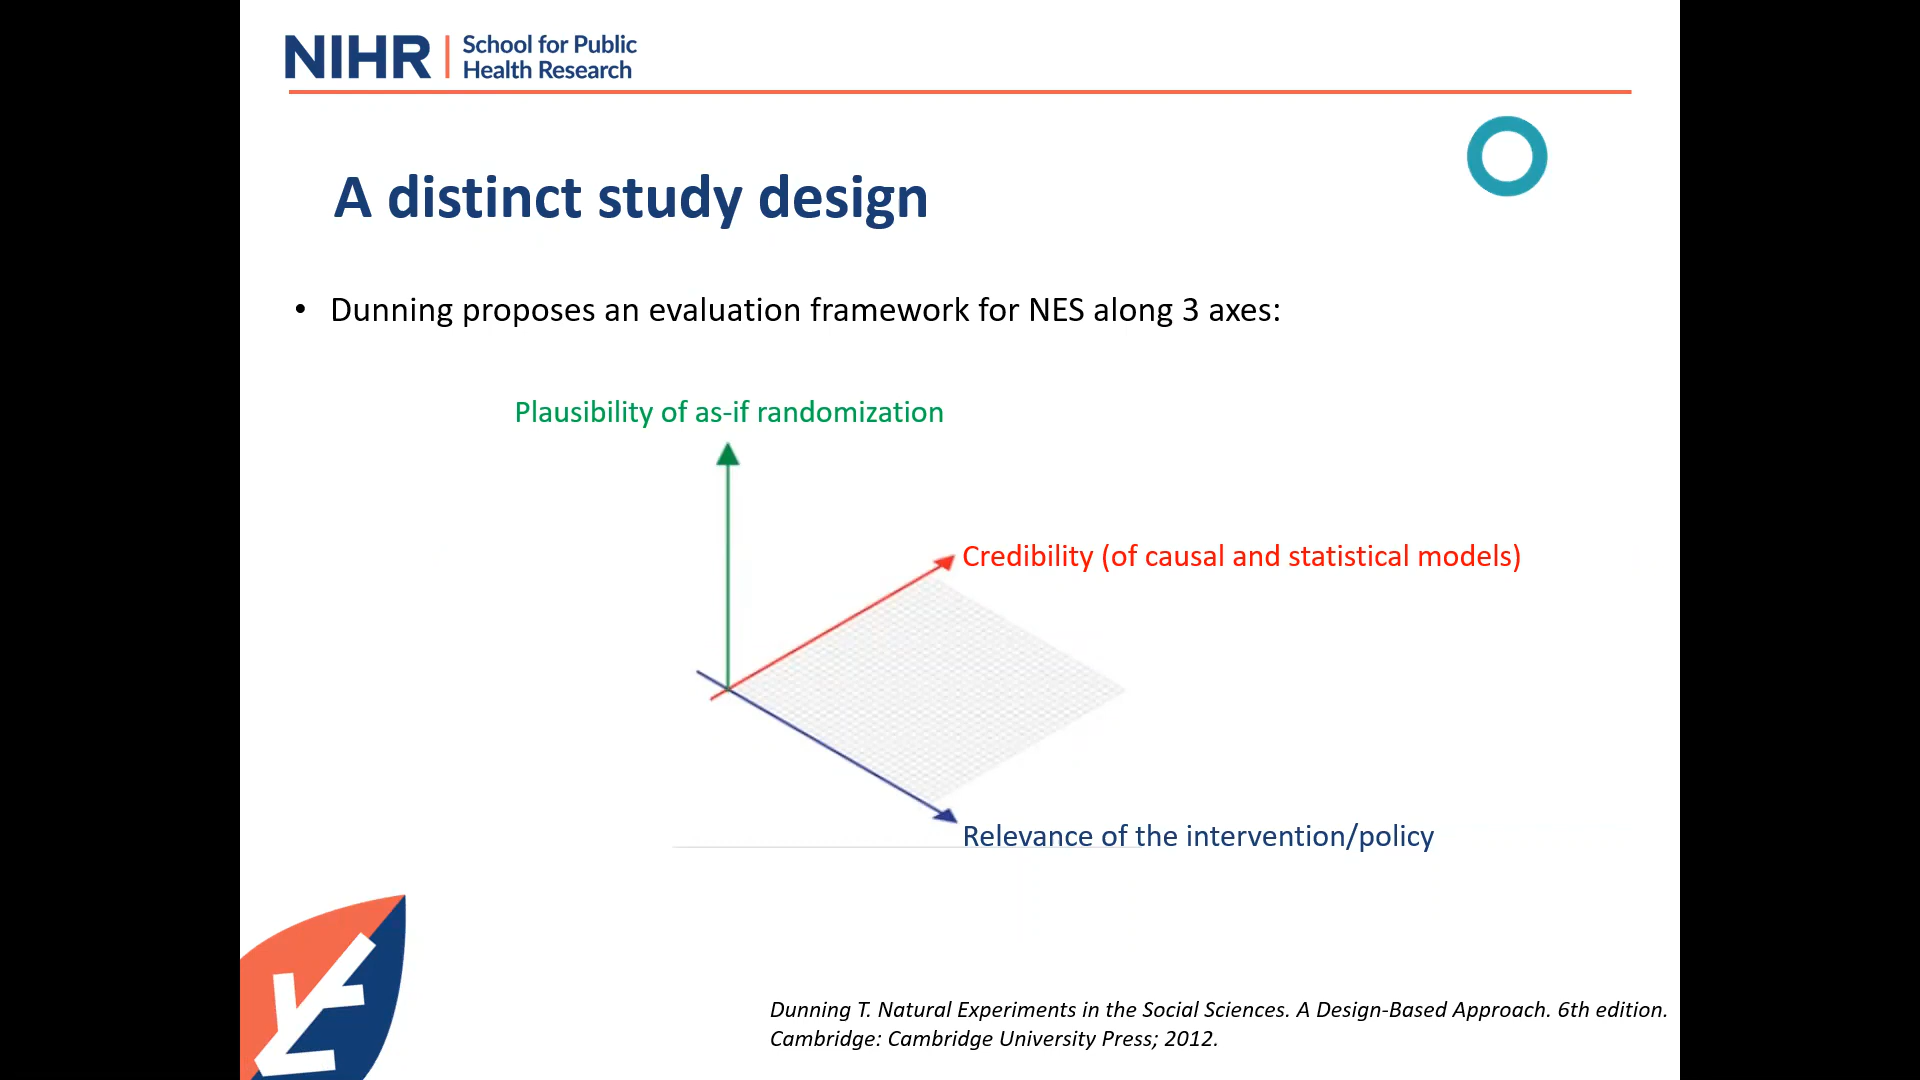 NIHR
School for Public
Health Research
A distinct study design
• Dunning proposes an evaluation framework for NES along 3 axes:
Plausibility of as-if randomization
Credibility (of causal and statistical models)
Relevance of the intervention/policy
Dunning T. Natural Experiments in the Social Sciences. A Design-Based Approach. 6th edition.
Cambridge: Cambridge University Press; 2012.